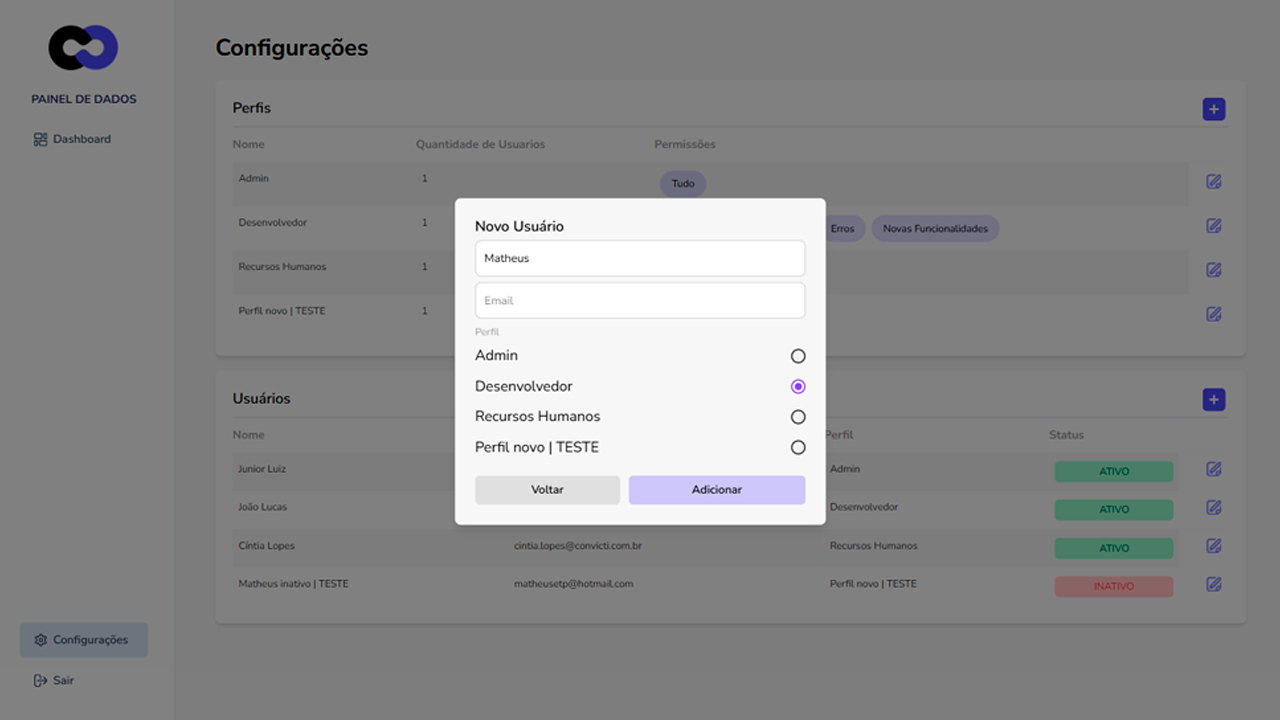 Configurações
PAINEL DE DADOS
Dashboard
Perfis
Nome Quantidade de Usuarios Permissões
Admin 1 Tudo
Desenvolvedor 1 Erros Novas Funcionalidades
Recursos Humanos 1
Perfil novo | TESTE 1
Novo Usuário
Matheus
Email
Perfil
Admin
Desenvolvedor
Recursos Humanos
Perfil novo | TESTE
Voltar Adicionar
Usuários
Nome Perfil Status
Junior Luiz Admin ATIVO
João Lucas Desenvolvedor ATIVO
Cíntia Lopes cintia.lopes@convicti.com.br Recursos Humanos ATIVO
Matheus inativo | TESTE matheusetp@hotmail.com Perfil novo | TESTE INATIVO
Configurações
Sair